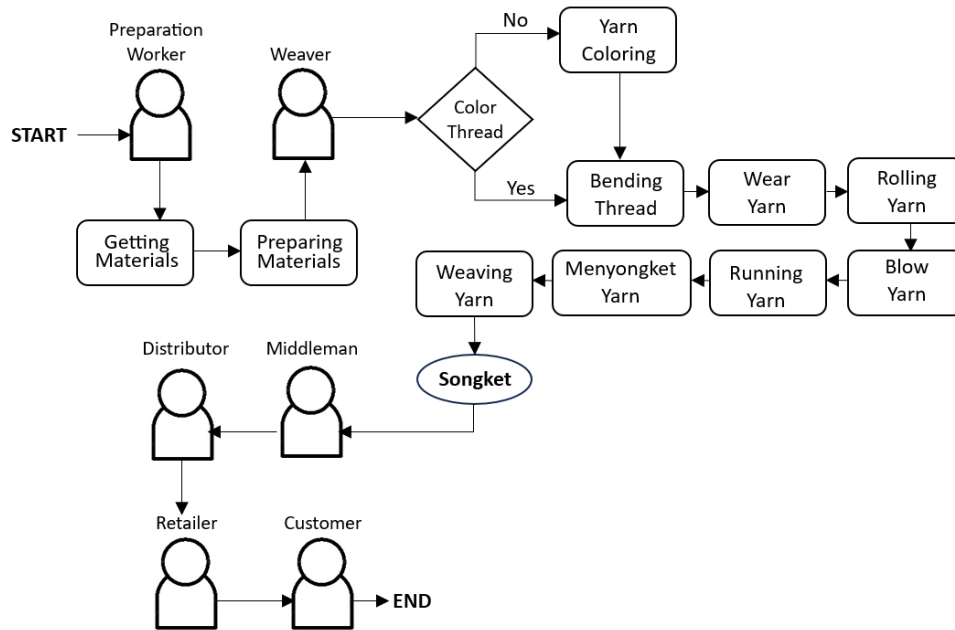 Preparation
Worker
Weaver
No
Yarn
Coloring
Color
Thread
START
Yes
Bending
Thread
Wear
Yarn
Rolling
Yarn
Getting
Materials
Preparing
Materials
Weaving
Yarn
Menyongket
Yarn
Running
Yarn
Blow
Yarn
Distributor
Middleman
Songket
Retailer
Customer
END